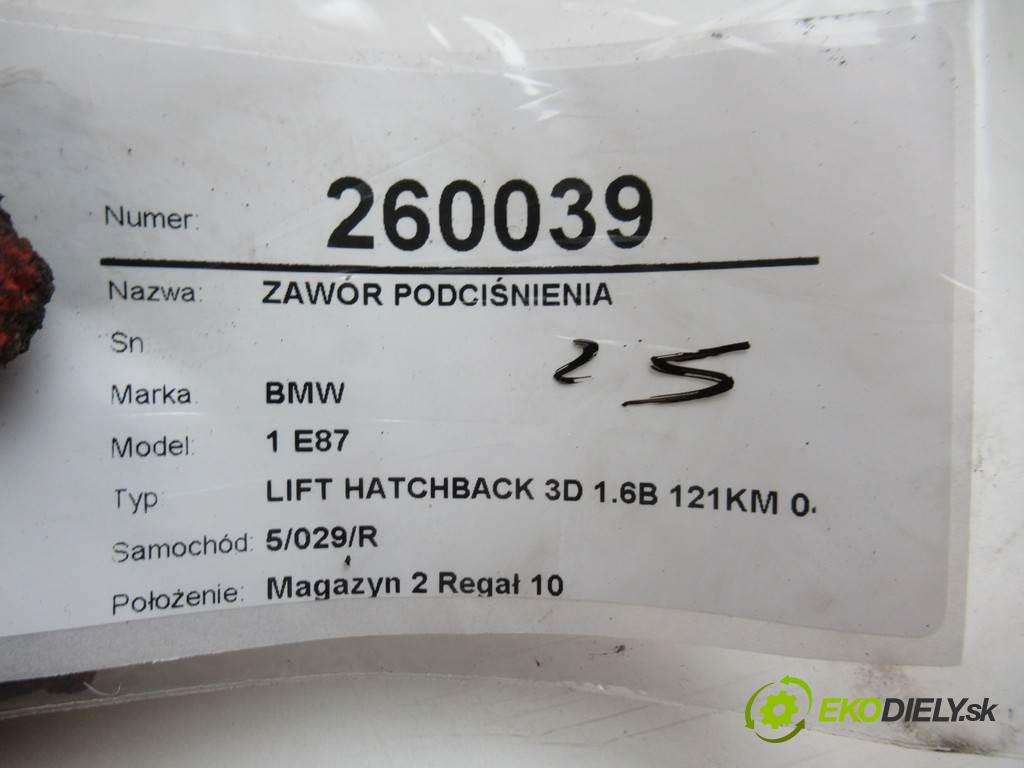 Numer: 260039
Nazwa: ZAWÓR PODCIŚNIENIA
Sn
25
Marka: BMW
Model: 1 E87
Typ LIFT HATCHBACK 3D 1.6B 121KM 0.
Samochód: 5/029/R
Położenie: Magazyn 2 Regał 10
EKODIELY.sk